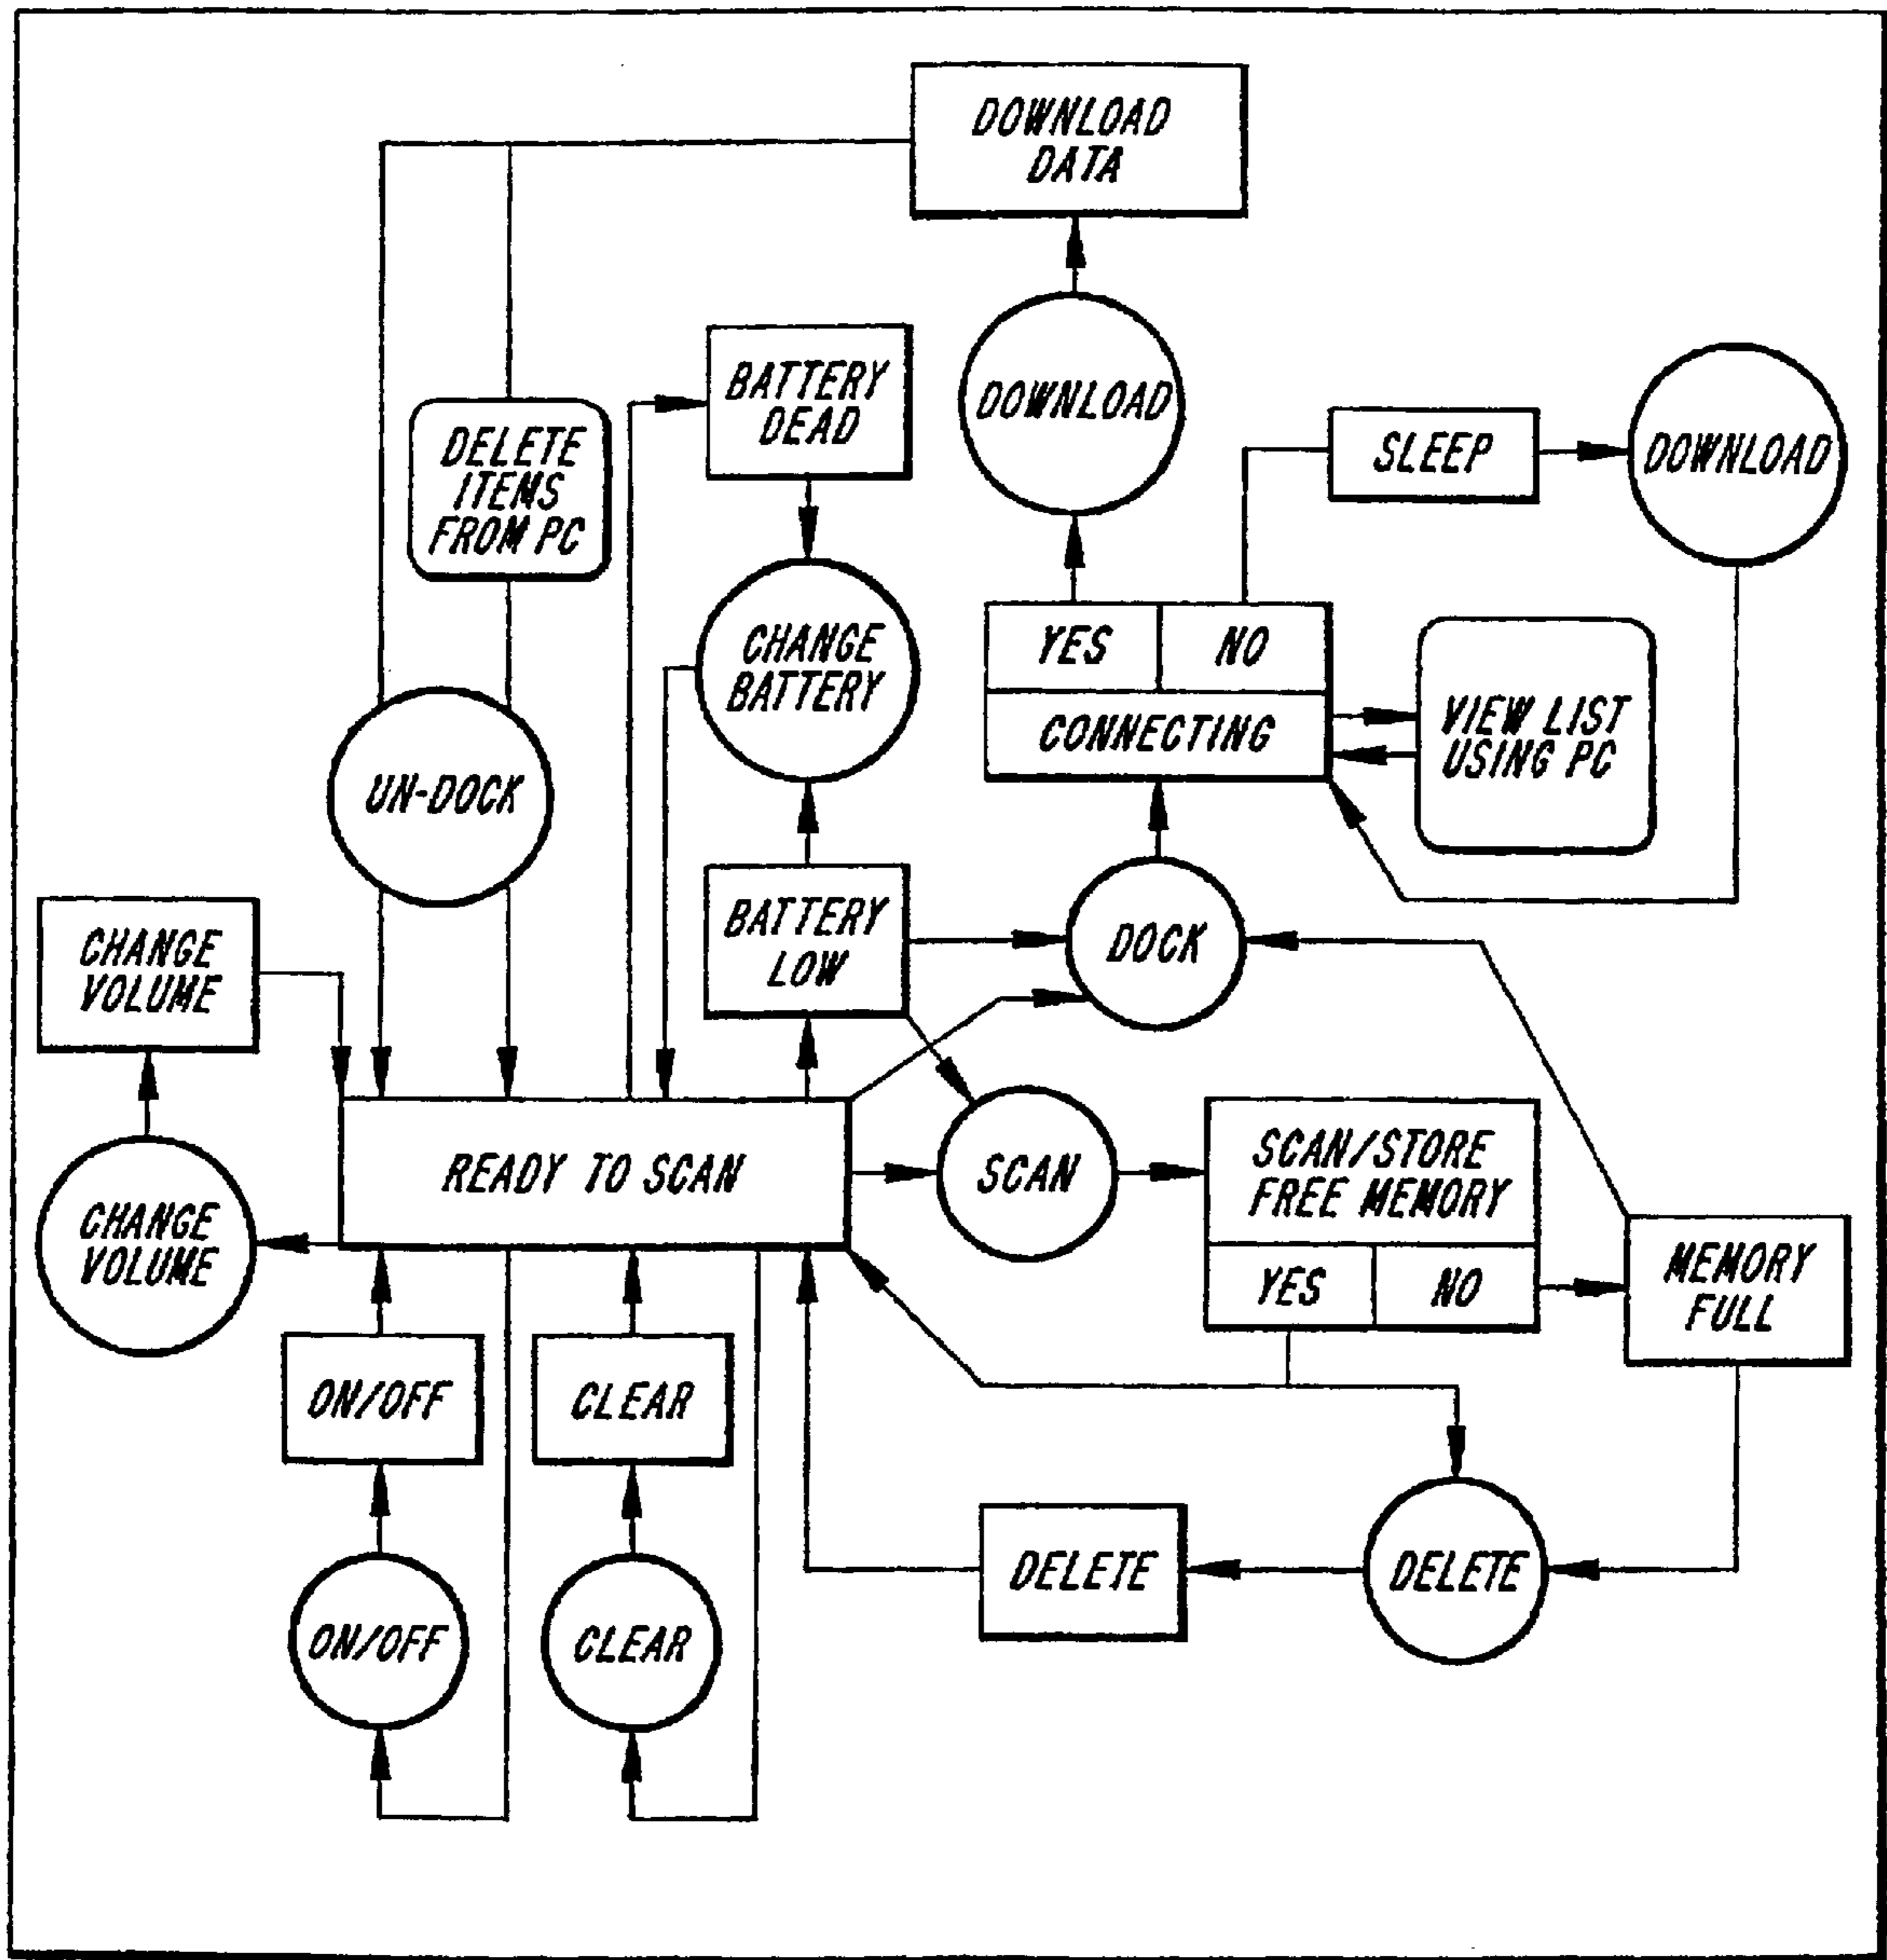 DOWNLOAD
DATA
BATTERY
DEAD
DOWNLOAD
SLEEP
DOWNLOAD
DELETE
ITEMS
FROM PC
CHANGE
BATTERY
YES
NO
CONNECTING
VIEW LIST
USING PC
UN-DOCK
BATTERY
LOW
DOCK
CHANGE
VOLUME
READY TO SCAN
SCAN
SCAN/STORE
FREE MEMORY
YES
NO
MEMORY
FULL
CHANGE
VOLUME
ON/OFF
CLEAR
DELETE
DELETE
ON/OFF
CLEAR